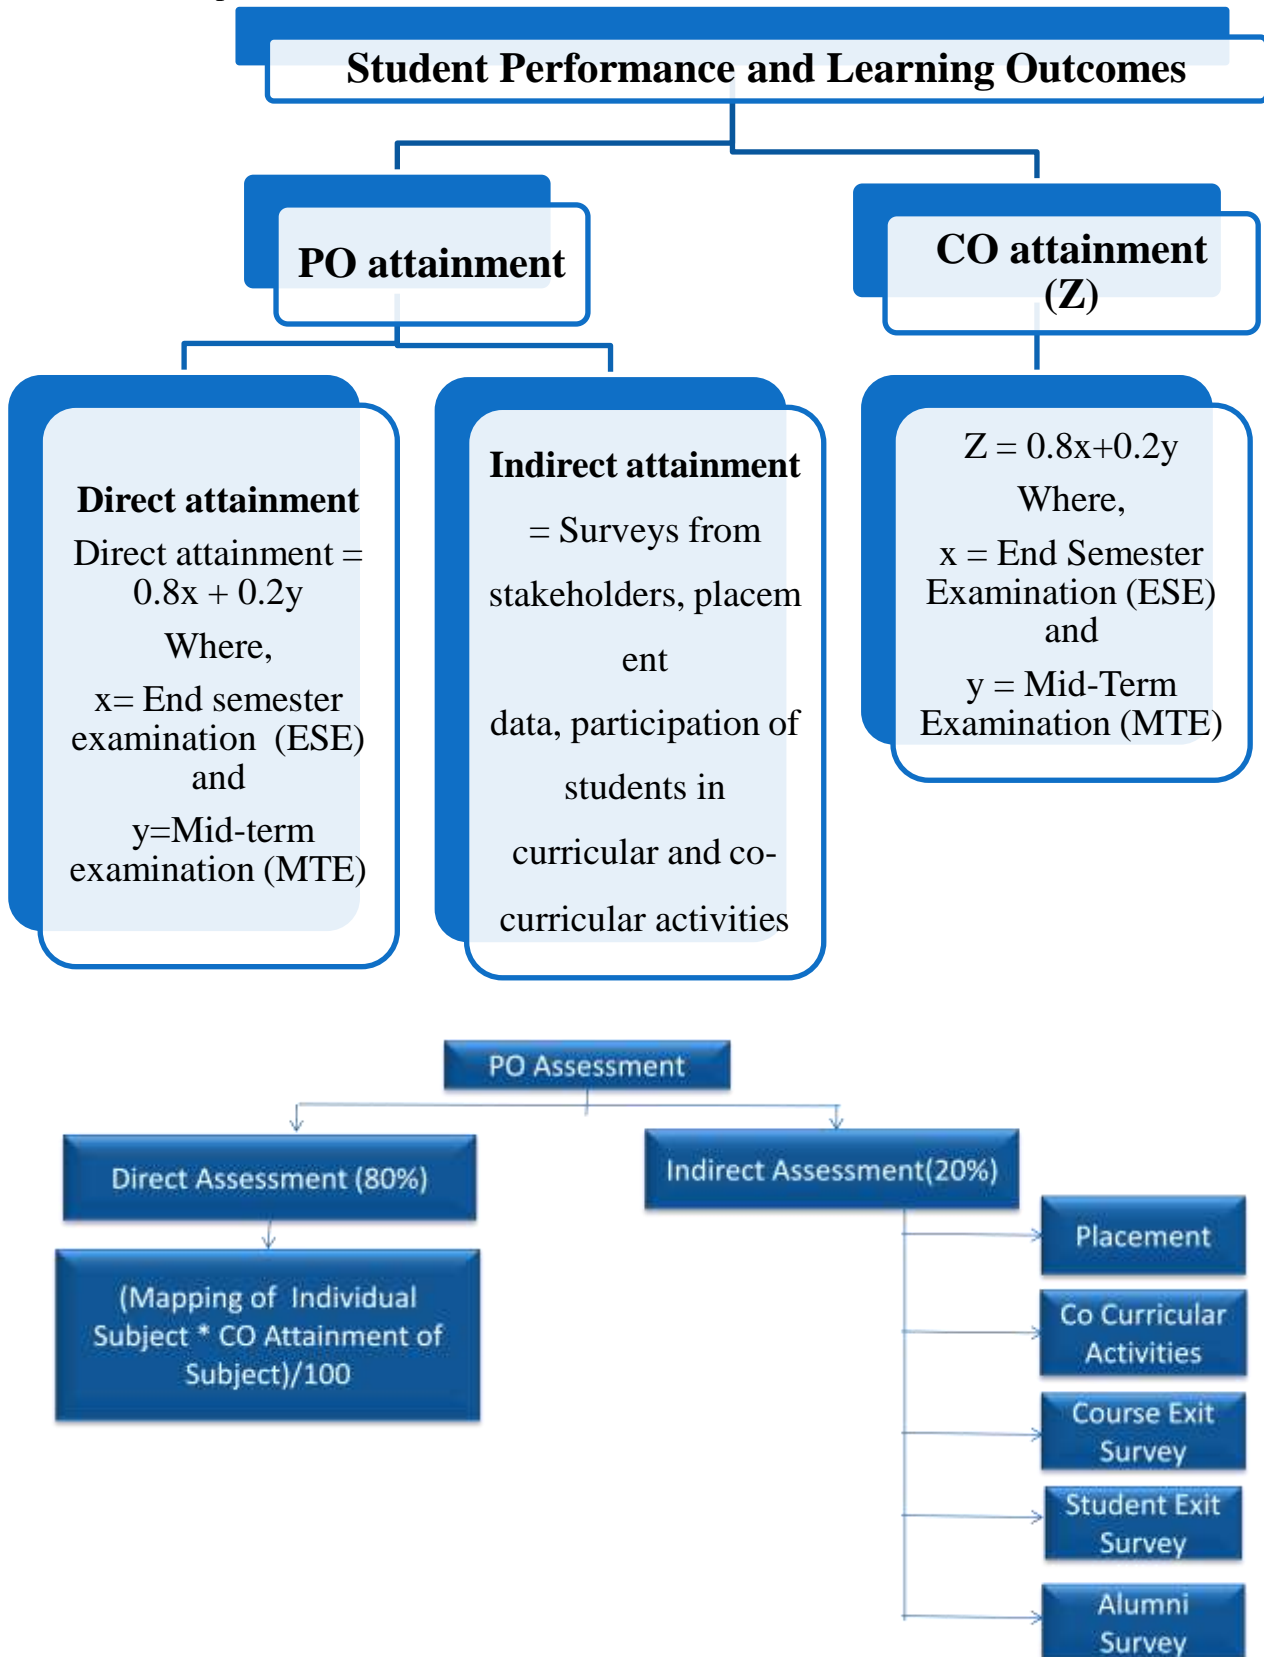 Student Performance and Learning Outcomes
PO attainment
CO attainment
(Z)
Direct attainment
Direct attainment =
0.8x + 0.2y
Where,
x= End semester
examination (ESE)
and
y=Mid-term
examination (MTE)
Indirect attainment
= Surveys from
stakeholders, placem
ent
data, participation of
students in
curricular and co-
curricular activities
Z = 0.8x+0.2y
Where,
x = End Semester
Examination (ESE)
and
y = Mid-Term
Examination (MTE)
PO Assessment
Direct Assessment (80%)
(Mapping of Individual
Subject * CO Attainment of
Subject)/100
Indirect Assessment(20%)
Placement
Co Curricular
Activities
Course Exit
Survey
Student Exit
Survey
Alumni
Survey